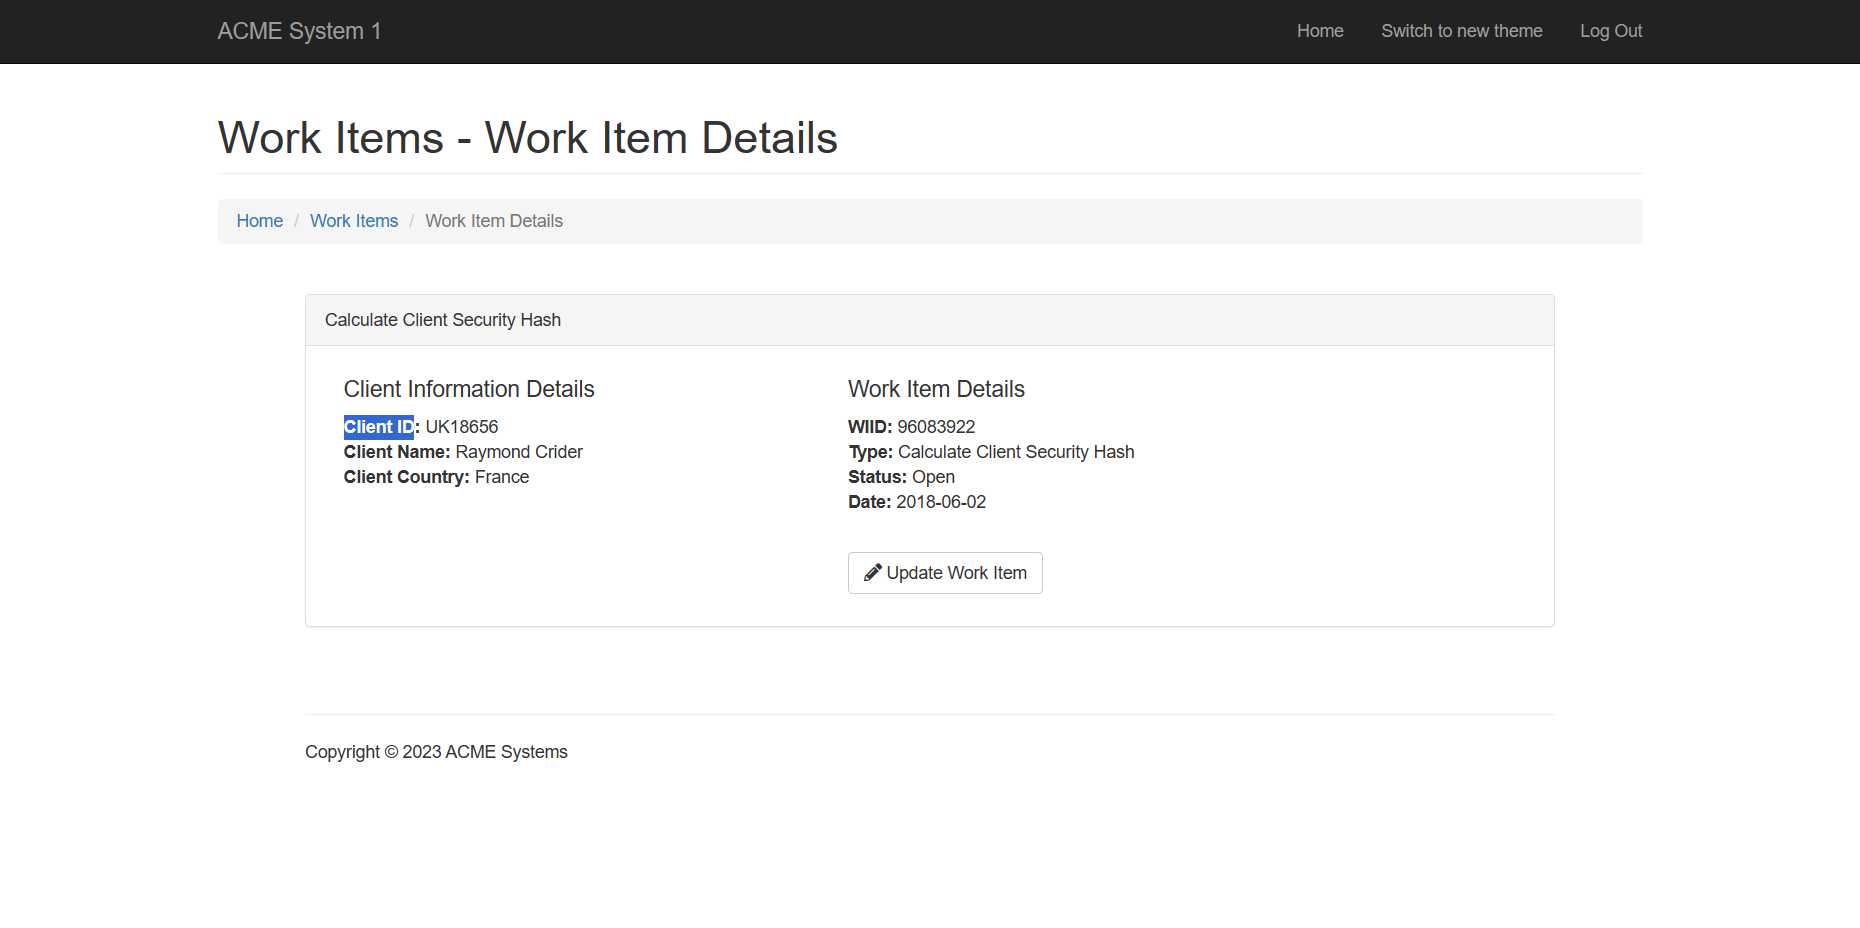 ACME System 1
Home
Switch to new theme
Log Out
Work Items - Work Item Details
Home / Work Items / Work Item Details
Calculate Client Security Hash
Client Information Details
Client ID: UK18656
Client Name: Raymond Crider
Client Country: France
Work Item Details
WIID: 96083922
Type: Calculate Client Security Hash
Status: Open
Date: 2018-06-02
Update Work Item
Copyright © 2023 ACME Systems